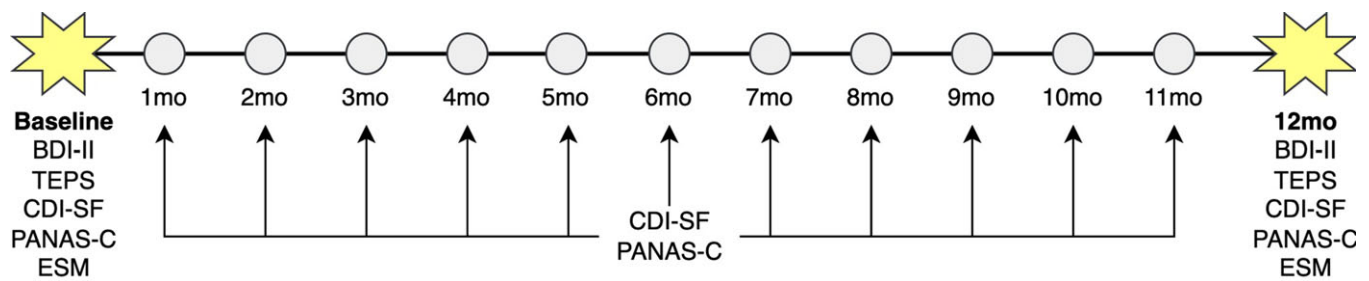 1mo 2mo 3mo 4mo 5mo 6mo 7mo 8mo 9mo 10mo 11mo
Baseline
BDI-II
TEPS
CDI-SF
PANAS-C
ESM
CDI-SF
PANAS-C
12mo
BDI-II
TEPS
CDI-SF
PANAS-C
ESM